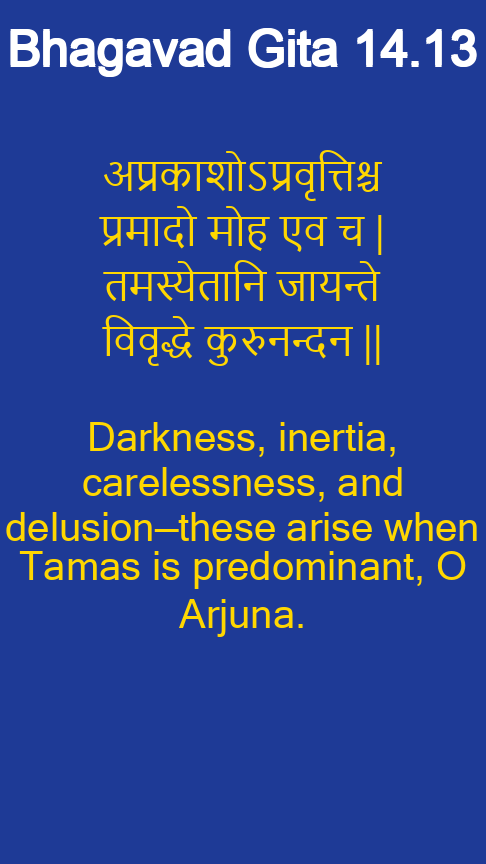 Bhagavad Gita 14.13
अप्रकाशोऽप्रवृत्तिश्च
प्रमादो मोह एव च |
तमस्येतानि जायन्ते
विवृद्धे कुरुनन्दन ||
Darkness, inertia,
carelessness, and
delusion—these arise when
Tamas is predominant, O
Arjuna.